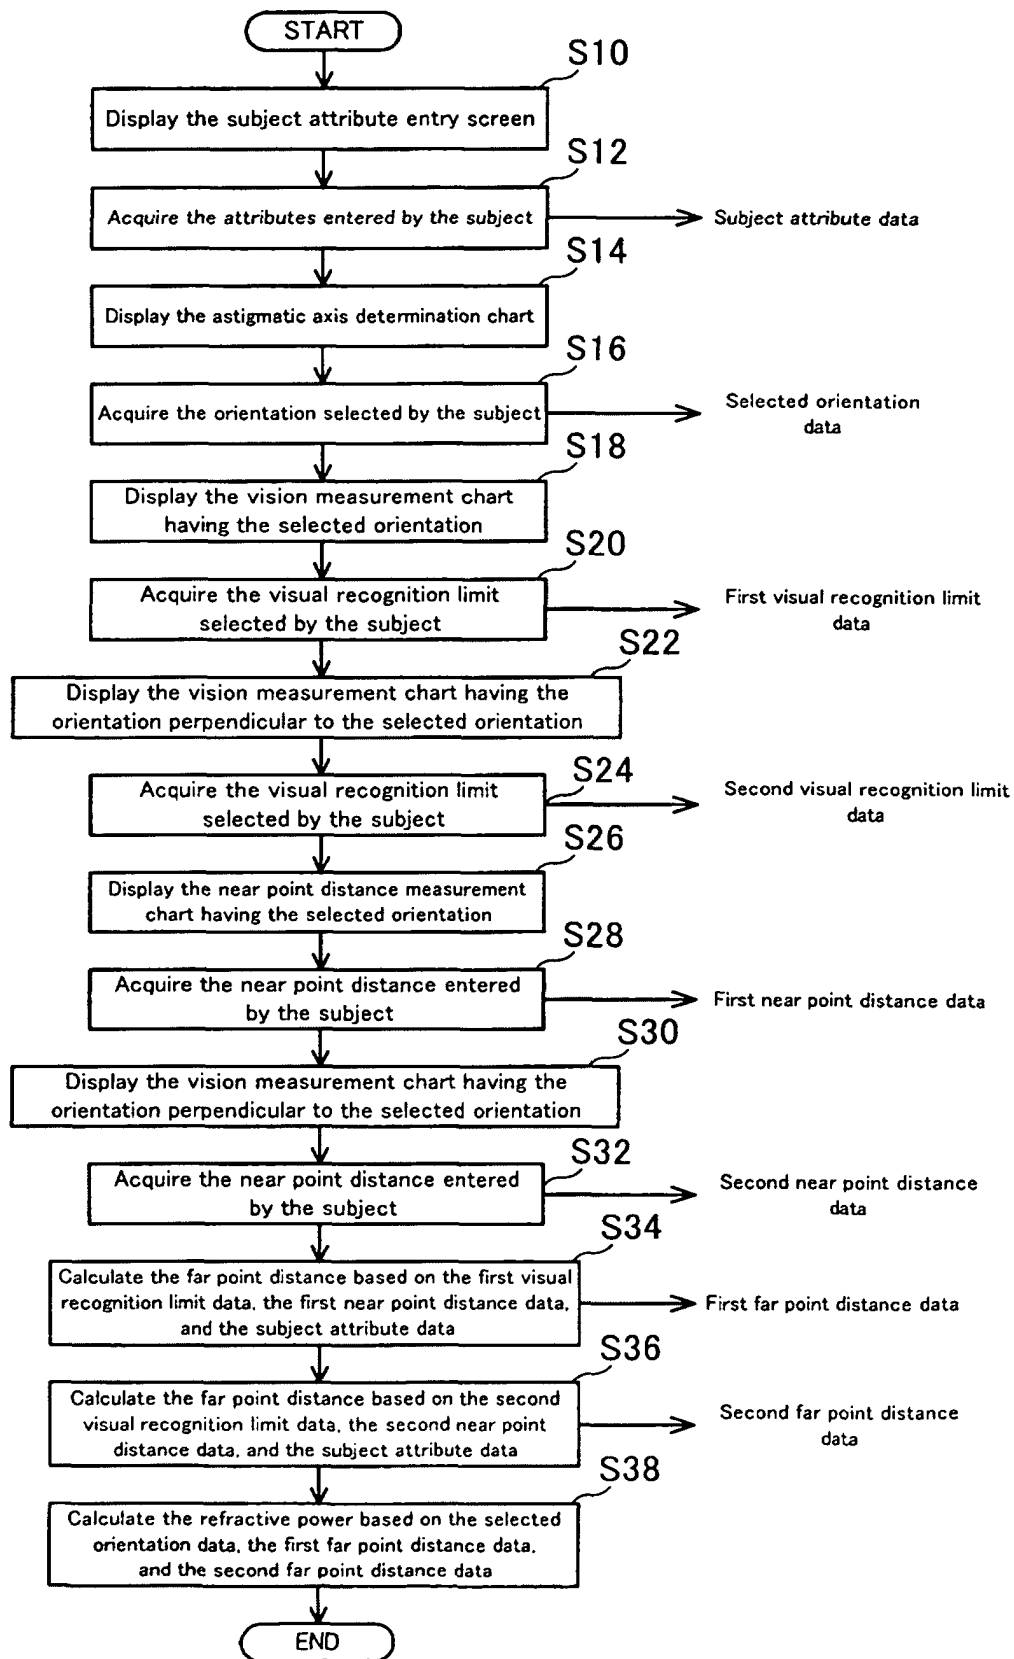 START
S10
Display the subject attribute entry screen
S12
Acquire the attributes entered by the subject
Subject attribute data
S14
Display the astigmatic axis determination chart
S16
Acquire the orientation selected by the subject
Selected orientation
data
S18
Display the vision measurement chart
having the selected orientation
S20
Acquire the visual recognition limit
selected by the subject
First visual recognition limit
data
S22
Display the vision measurement chart having the
orientation perpendicular to the selected orientation
S24
Acquire the visual recognition limit
selected by the subject
Second visual recognition limit
data
S26
Display the near point distance measurement
chart having the selected orientation
S28
Acquire the near point distance entered
by the subject
First near point distance data
S30
Display the vision measurement chart having the
orientation perpendicular to the selected orientation
S32
Acquire the near point distance entered
by the subject
Second near point distance
data
S34
Calculate the far point distance based on the first visual
recognition limit data, the first near point distance data,
and the subject attribute data
First far point distance data
S36
Calculate the far point distance based on the second
visual recognition limit data, the second near point
distance data, and the subject attribute data
Second far point distance
data
S38
Calculate the refractive power based on the selected
orientation data, the first far point distance data,
and the second far point distance data
END